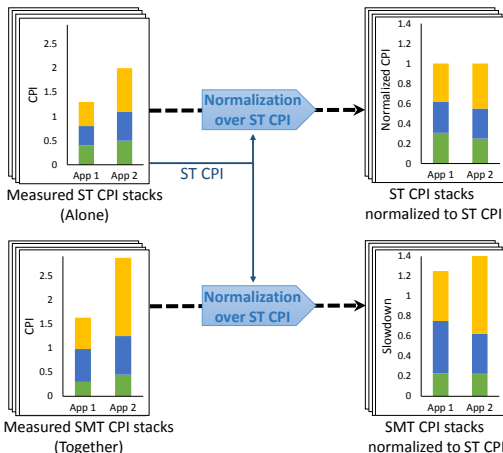 2.5
2
1.5
1
0.5
0
CPI
App 1 App 2
Measured ST CPI stacks
(Alone)
Normalization
over ST CPI
ST CPI
1.4
1.2
1
0.8
0.6
0.4
0.2
0
Normalized CPI
App 1 App 2
ST CPI stacks
normalized to ST CPI
2.5
2
1.5
1
0.5
0
CPI
App 1 App 2
Measured SMT CPI stacks
(Together)
Normalization
over ST CPI
1.4
1.2
1
0.8
0.6
0.4
0.2
0
Slowdown
App 1 App 2
SMT CPI stacks
normalized to ST CPI